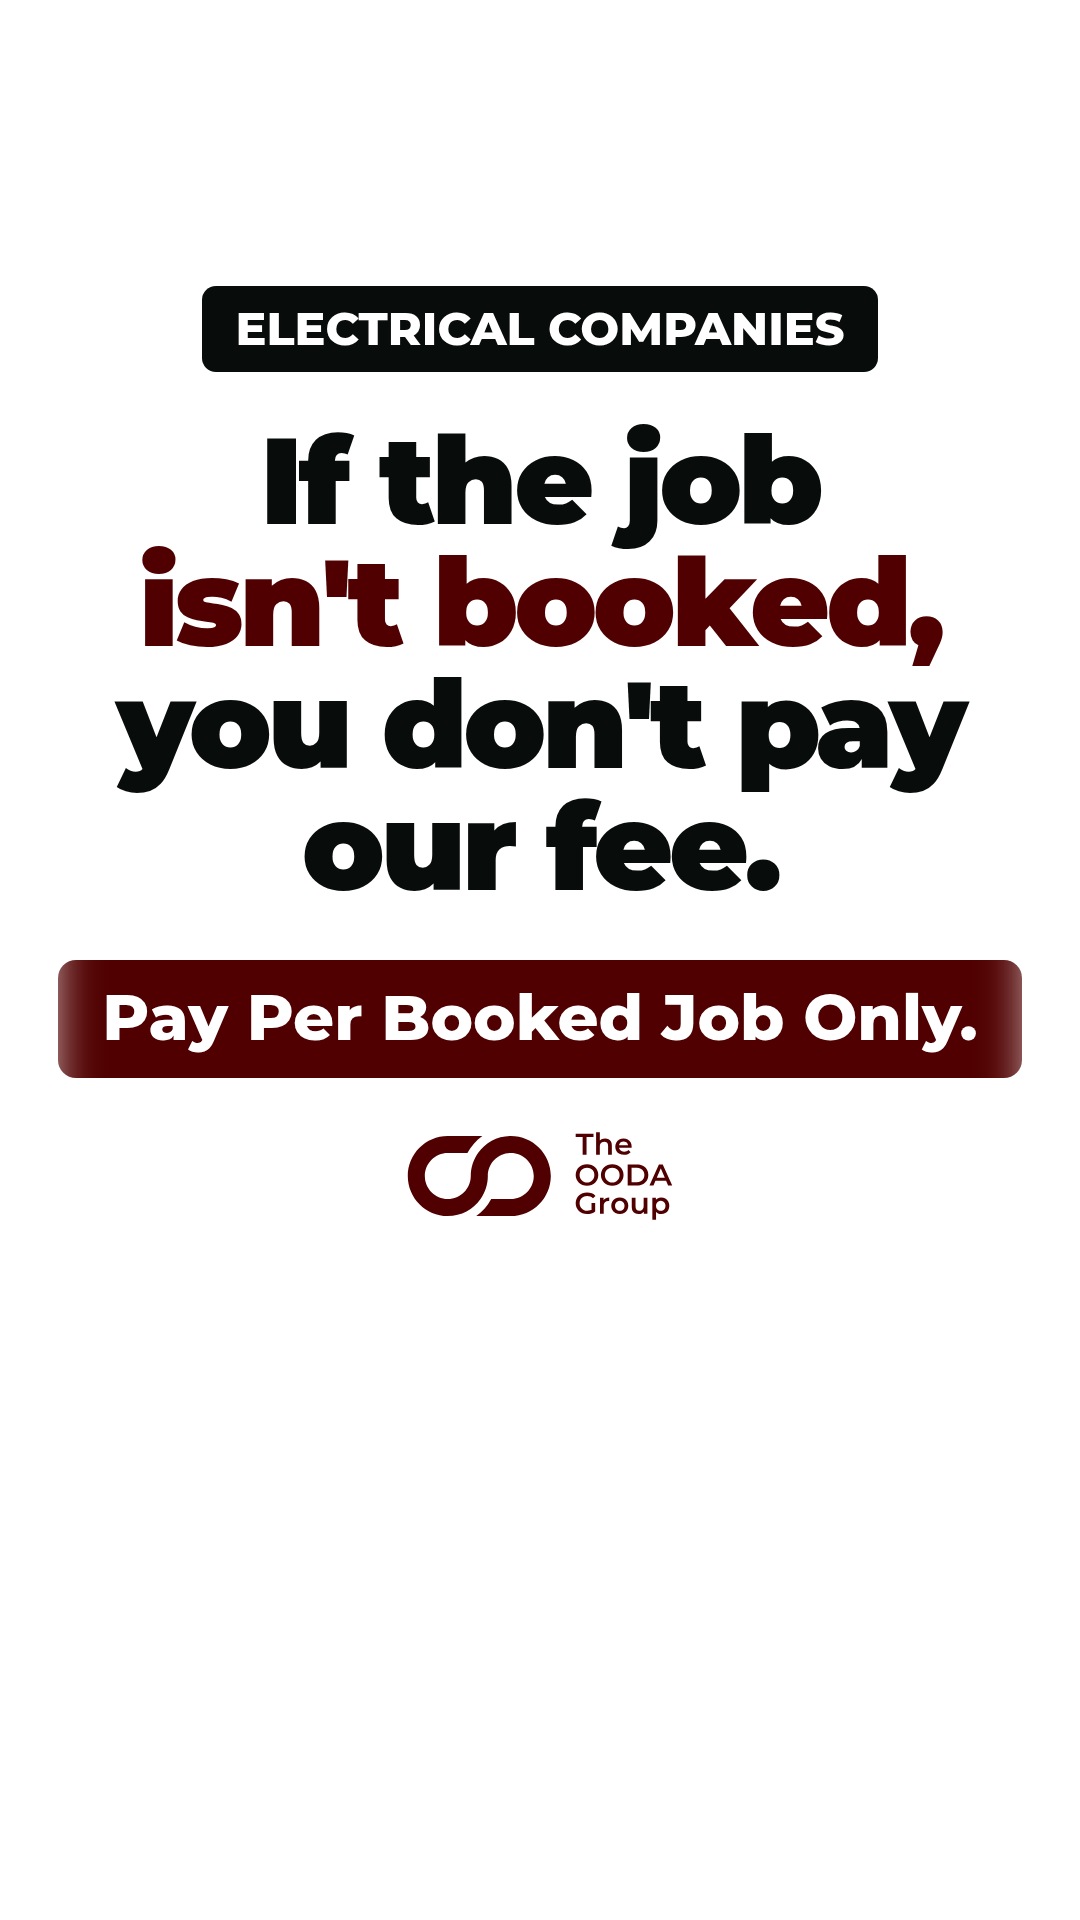 ELECTRICAL COMPANIES
If the job
isn't booked,
you don't pay
our fee.
Pay Per Booked Job Only.
The
OODA
Group